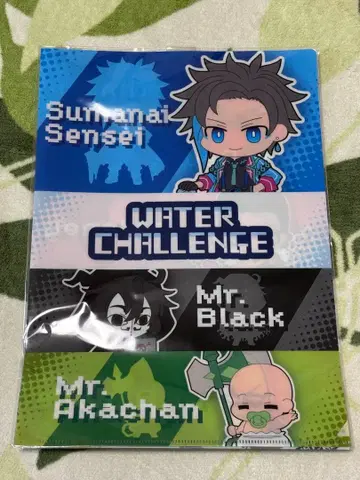 Sumanai
Sensei
WATER
CHALLENGE
Mr.
Black
Mr.
Akachan